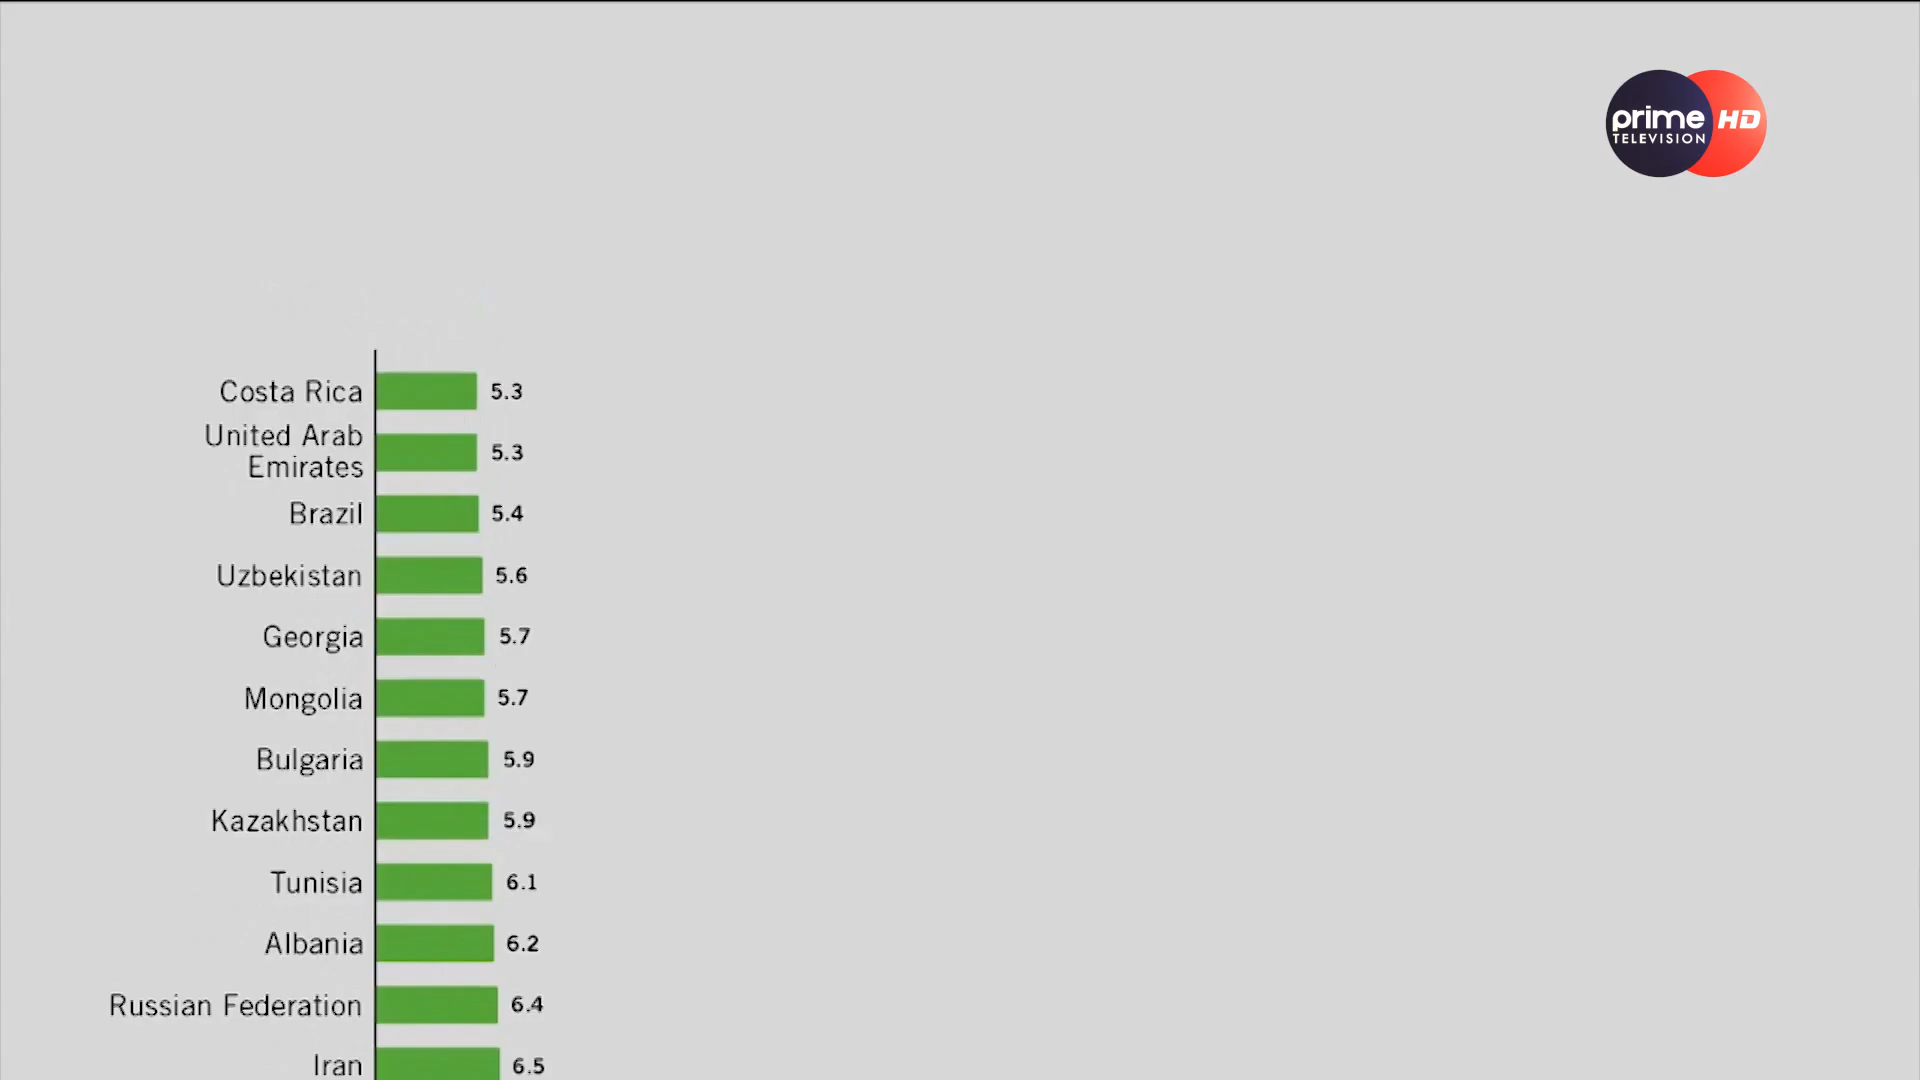 prime HD
TELEVISION
Costa Rica 5.3
United Arab
Emirates 5.3
Brazil 5.4
Uzbekistan 5.6
Georgia 5.7
Mongolia 5.7
Bulgaria 5.9
Kazakhstan 5.9
Tunisia 6.1
Albania 6.2
Russian Federation 6.4
Iran 6.5